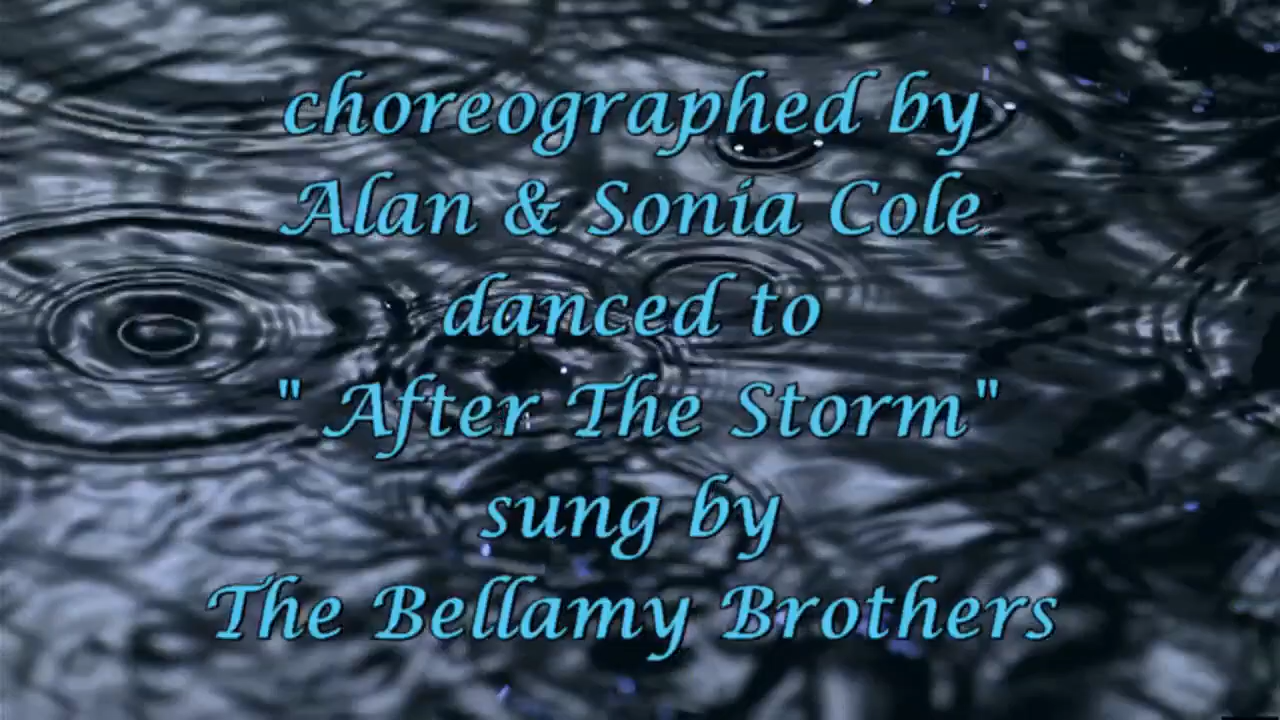 choreographed by
Alan & Sonia Cole
danced to
" After The Storm"
sung by
The Bellamy Brothers